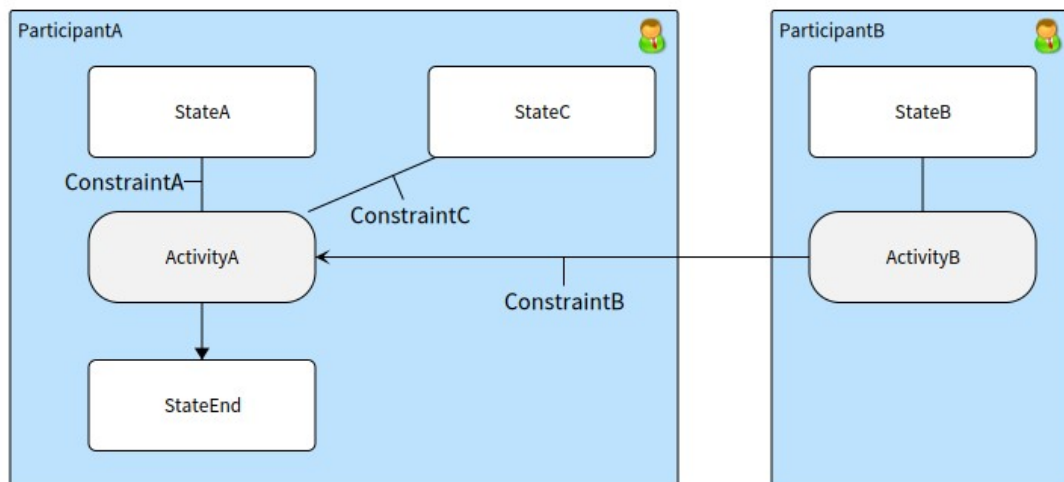 ParticipantA
ParticipantB
StateA
StateC
StateB
ConstraintA
ConstraintC
ActivityA
ActivityB
ConstraintB
StateEnd